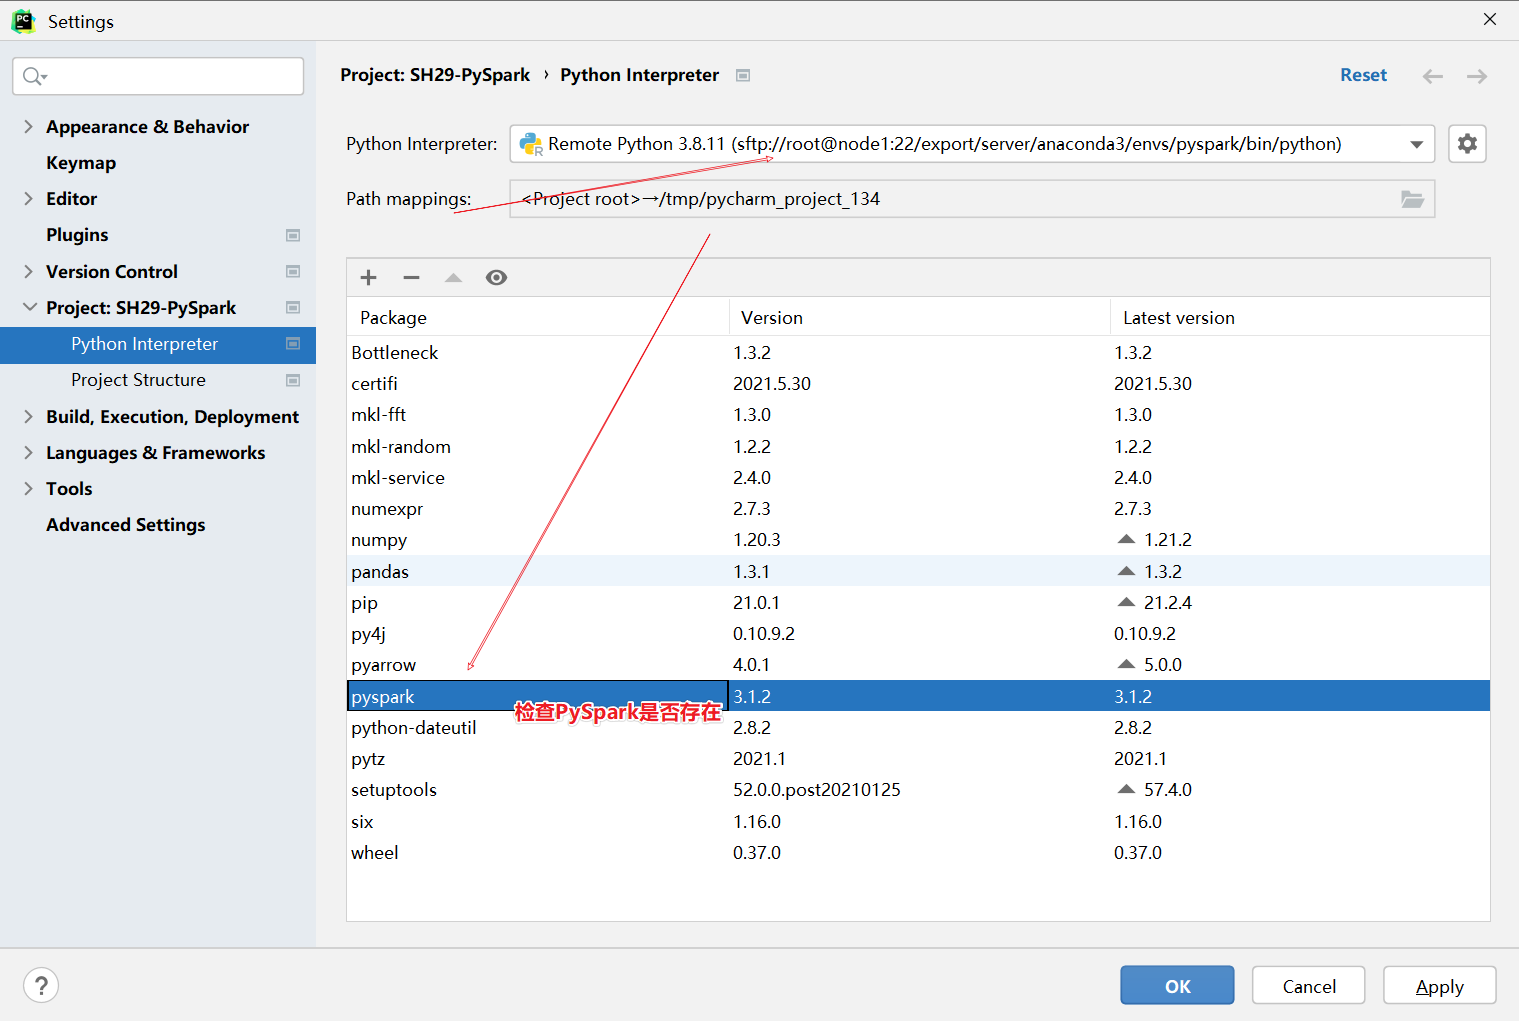 Settings
Project: SH29-PySpark › Python Interpreter
Reset
Appearance & Behavior
Keymap
Editor
Plugins
Version Control
Project: SH29-PySpark
Python Interpreter
Project Structure
Build, Execution, Deployment
Languages & Frameworks
Tools
Advanced Settings
Python Interpreter: Remote Python 3.8.11 (sftp://root@node1:22/export/server/anaconda3/envs/pyspark/bin/python)
Path mappings: <Project root>→/tmp/pycharm_project_134
Package Version Latest version
Bottleneck 1.3.2 1.3.2
certifi 2021.5.30 2021.5.30
mkl-fft 1.3.0 1.3.0
mkl-random 1.2.2 1.2.2
mkl-service 2.4.0 2.4.0
numexpr 2.7.3 2.7.3
numpy 1.20.3 1.21.2
pandas 1.3.1 1.3.2
pip 21.0.1 21.2.4
py4j 0.10.9.2 0.10.9.2
pyarrow 4.0.1 5.0.0
pyspark 3.1.2 3.1.2
检查PySpark是否存在
python-dateutil 2.8.2 2.8.2
pytz 2021.1 2021.1
setuptools 52.0.0.post20210125 57.4.0
six 1.16.0 1.16.0
wheel 0.37.0 0.37.0
? OK Cancel Apply